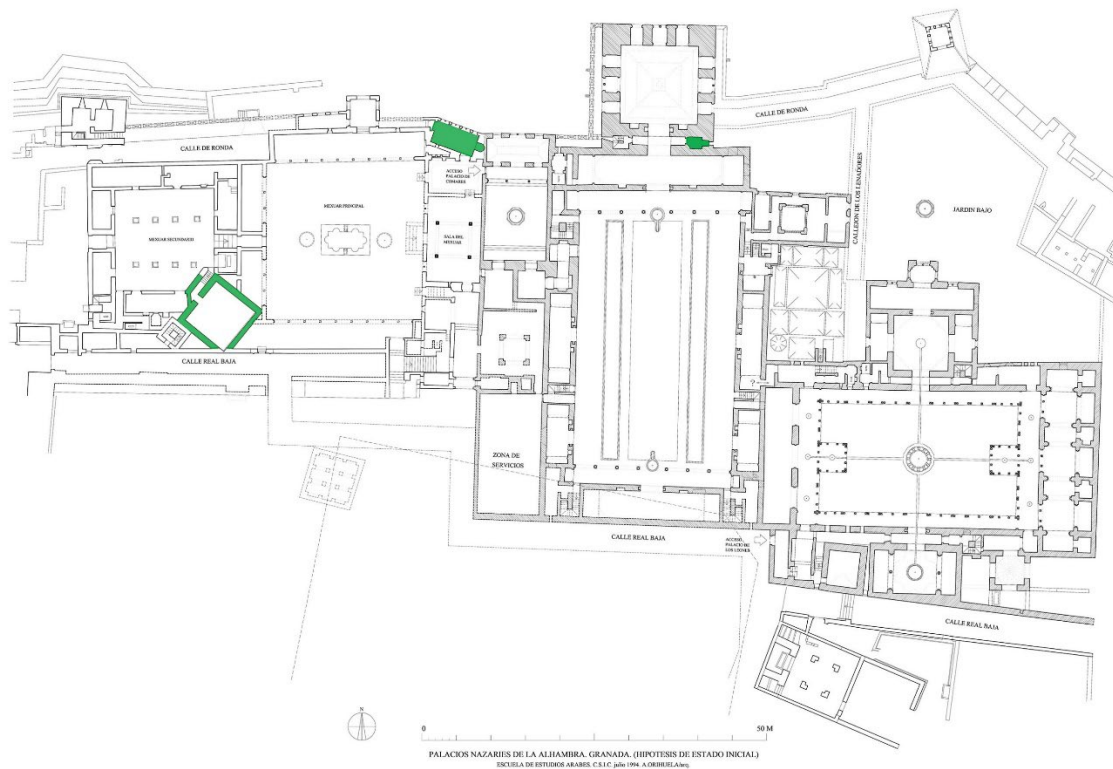 CALLE DE RONDA
CALLE DE RONDA
CALLEJON DE LOS LEÑADORES
JARDIN BAJO
ACCESO
PALACIO DE
COMARES
MEXUAR PRINCIPAL
MEXUAR SECUNDARIO
SALA DEL
MEXUAR
CALLE REAL BAJA
?
ZONA DE
SERVICIOS
CALLE REAL BAJA
ACCESO
PALACIO DE
LOS LEONES
CALLE REAL BAJA
N
0 50 M
PALACIOS NAZARIES DE LA ALHAMBRA. GRANADA. (HIPOTESIS DE ESTADO INICIAL)
ESCUELA DE ESTUDIOS ARABES. C.S.I.C. julio 1994. A.ORIHUELA/arq.